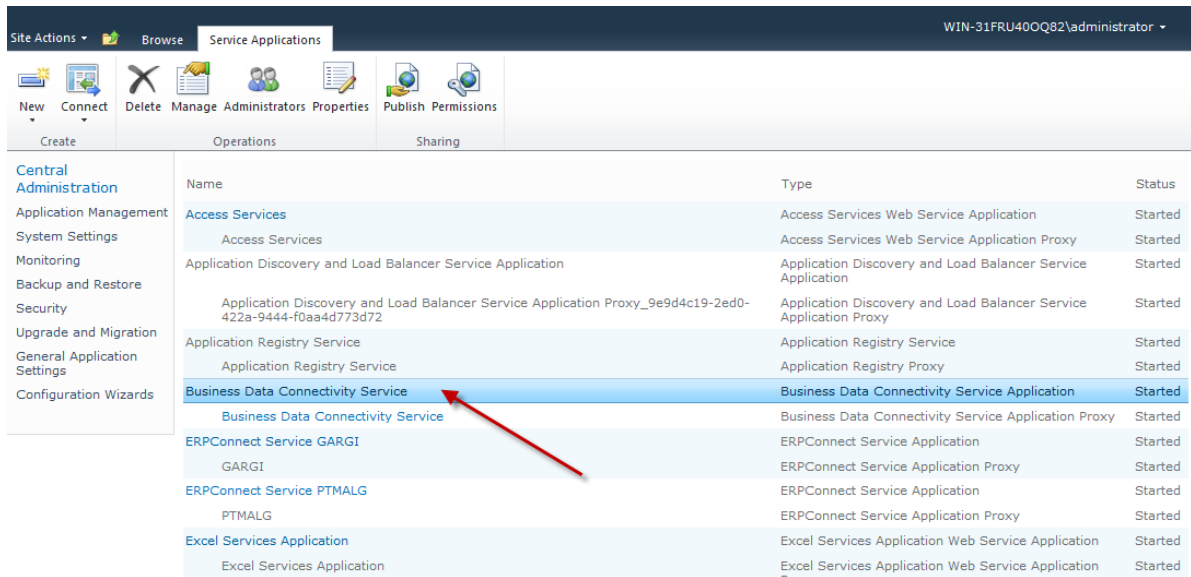 WIN-31FRU40OQ82\administrator
Site Actions
Browse
Service Applications
New
Connect
Delete
Manage
Administrators
Properties
Publish
Permissions
Create
Operations
Sharing
Central
Administration
Application Management
System Settings
Monitoring
Backup and Restore
Security
Upgrade and Migration
General Application
Settings
Configuration Wizards
Name Type Status
Access Services Access Services Web Service Application Started
Access Services Access Services Web Service Application Proxy Started
Application Discovery and Load Balancer Service Application Application Discovery and Load Balancer Service Started
Application
Application Discovery and Load Balancer Service Application Proxy_9e9d4c19-2ed0- Application Discovery and Load Balancer Service Started
422a-9444-f0aa4d773d72 Application Proxy
Application Registry Service Application Registry Service Started
Application Registry Service Application Registry Proxy Started
Business Data Connectivity Service Business Data Connectivity Service Application Started
Business Data Connectivity Service Business Data Connectivity Service Application Proxy Started
ERPConnect Service GARGI ERPConnect Service Application Started
GARGI ERPConnect Service Application Proxy Started
ERPConnect Service PTMALG ERPConnect Service Application Started
PTMALG ERPConnect Service Application Proxy Started
Excel Services Application Excel Services Application Web Service Application Started
Excel Services Application Excel Services Application Web Service Application Started